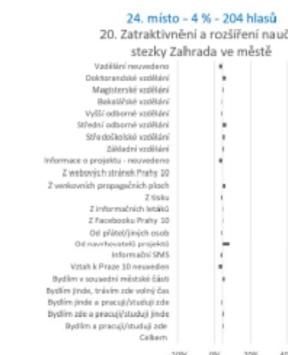 24. místo - 4 % - 204 hlasů
20. Zatraktivnění a rozšíření nauč
stezky Zalhrada ve městě
Vzdělání neuvedeno
Doktorandské vzdělání
Magisterské vzdělání
Bakalářské vzdělání
Vyšší odborné vzdělání
Střední odborné vzdělání
Středoškolské vzdělání
Základní vzdělání
Informace o projektu - neuvedeno
Z webových stránek Prahy 10
Z venkovních propagačních ploch
Z tisku
Z informačních letáků
Z Facebooku Prahy 10
Od přátel/jiných osob
Od navrhovatelů projektů
Informační SMS
Vztah k Praze 10 neuveden
Bydlím v sousední městské části
Bydlím jinde, trávím zde volný čas
Bydlím jinde a pracuji/studuji zde
Bydlím zde a pracuji/studuji jinde
Bydlím a pracuji/studuji zde
Celkem
0% 20%